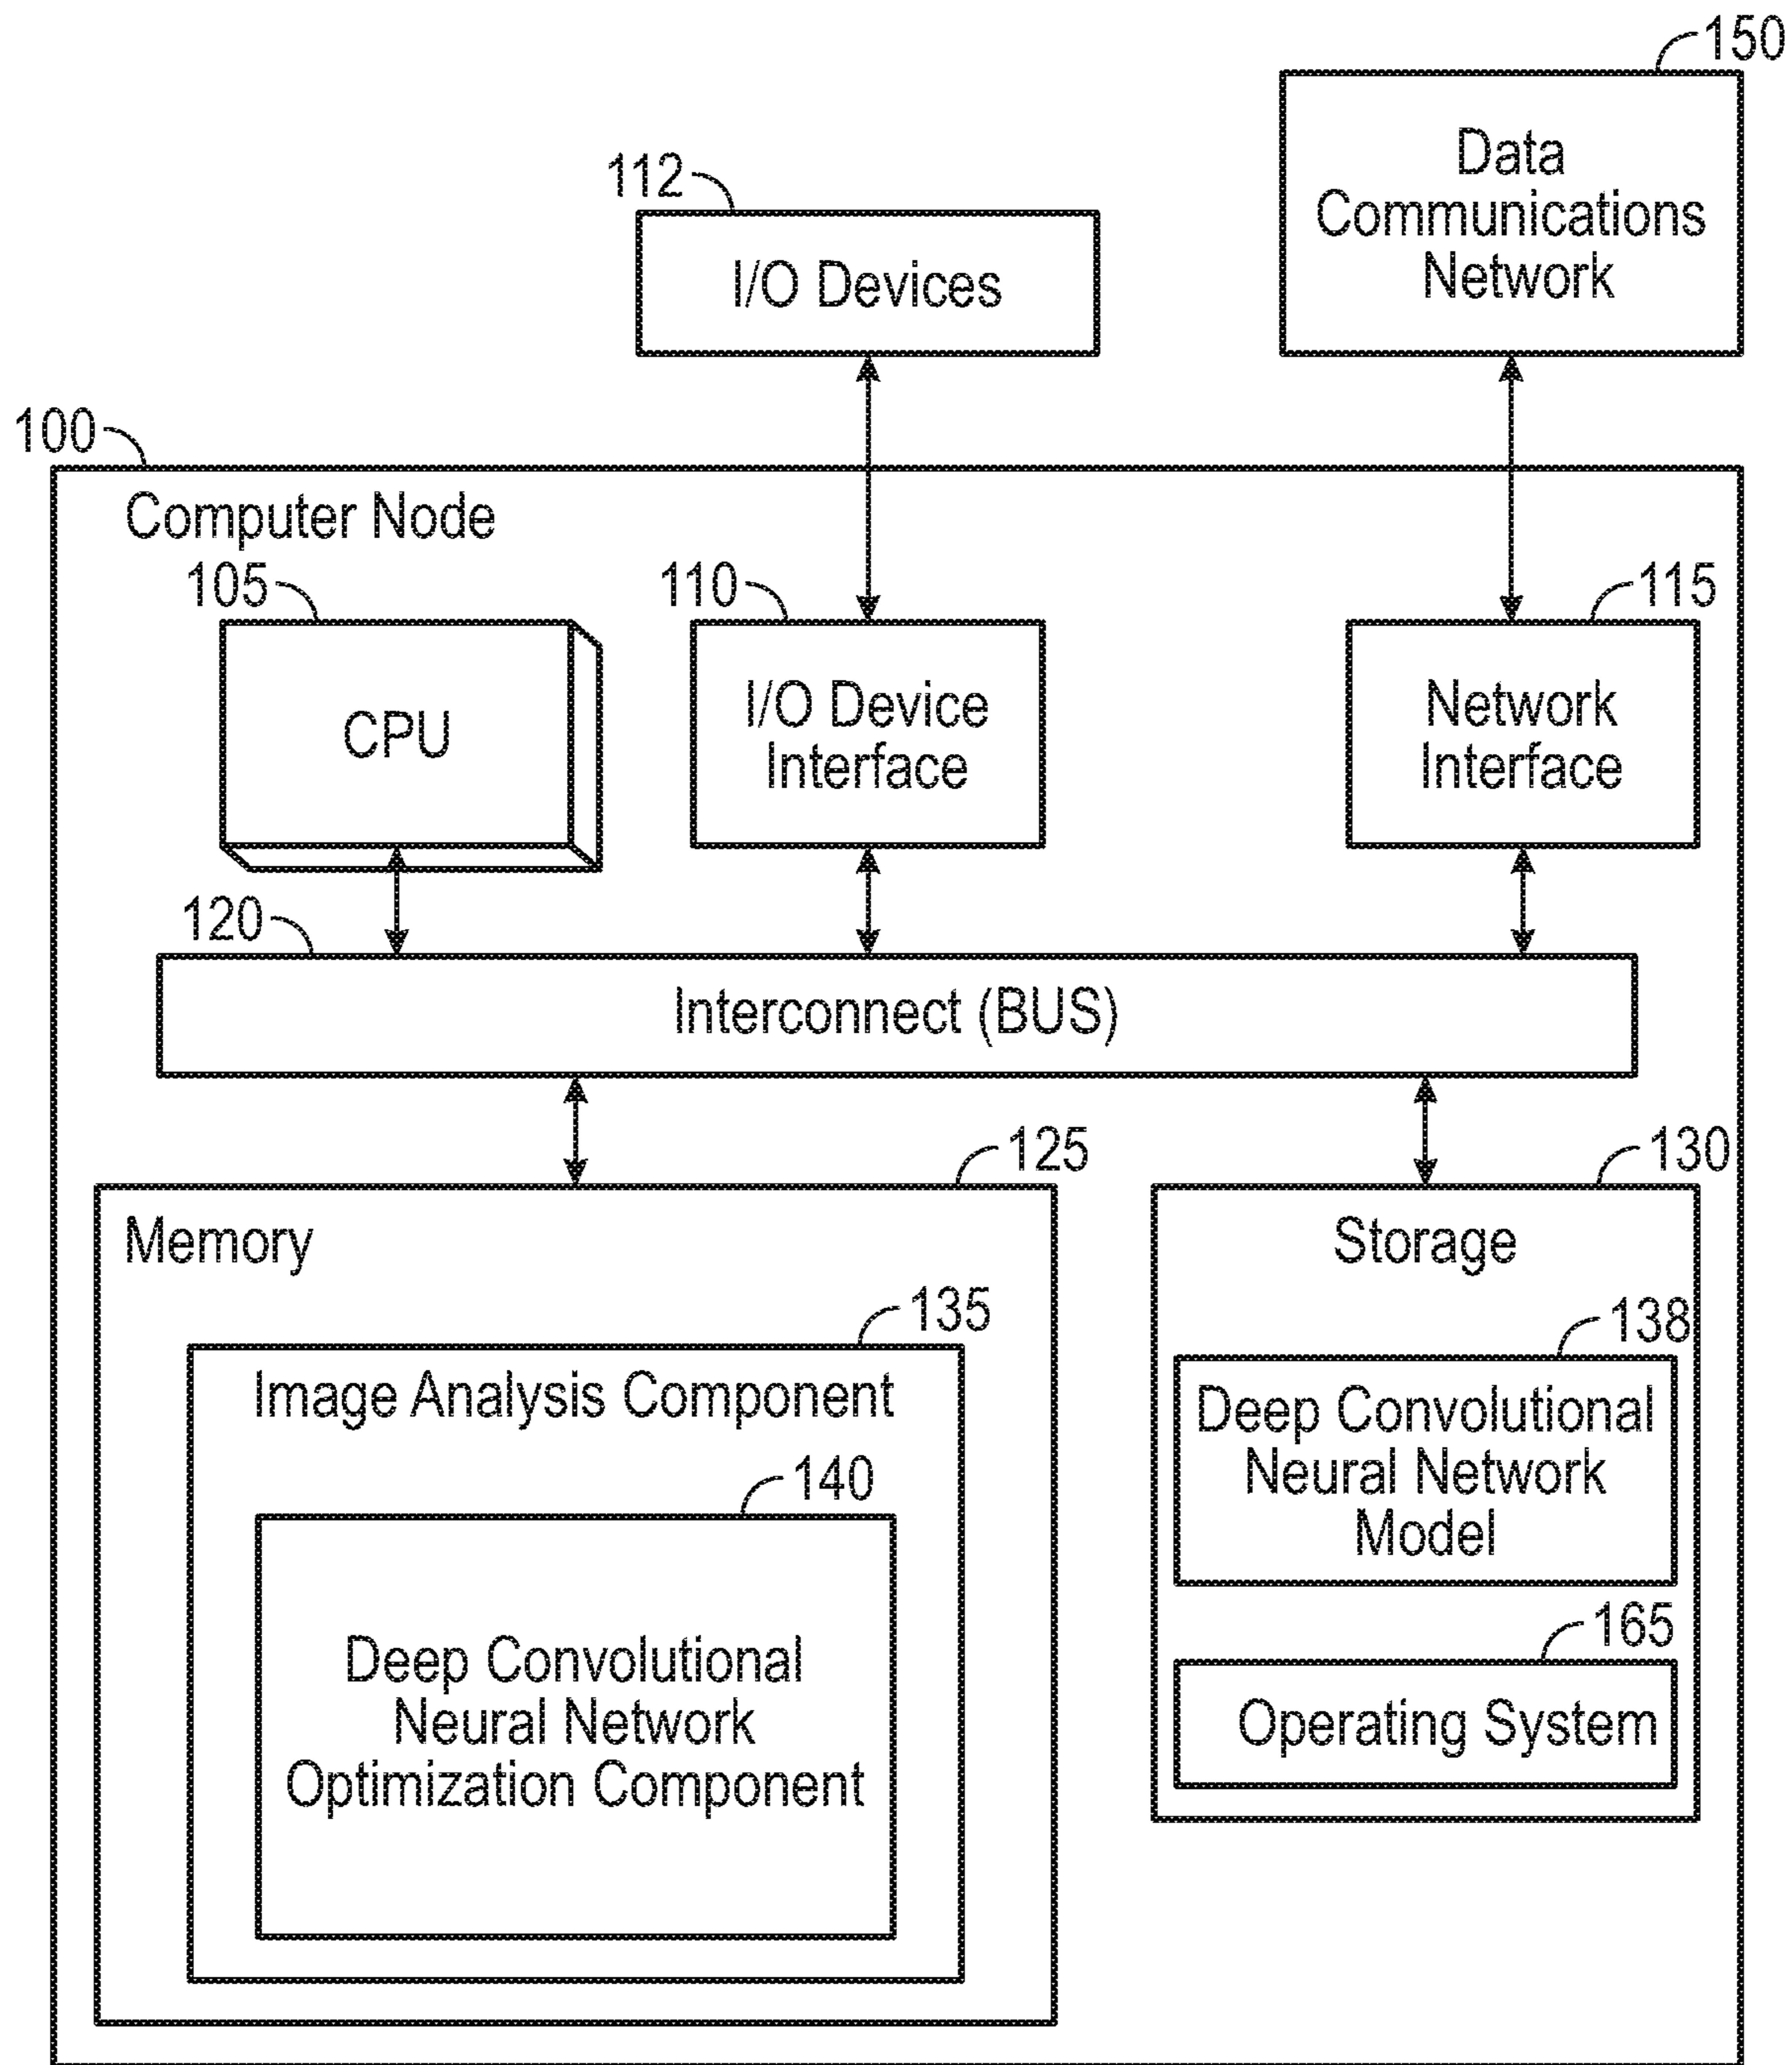 150
Data
Communications
Network
112
I/O Devices
100
Computer Node
105
CPU
110
I/O Device
Interface
115
Network
Interface
120
Interconnect (BUS)
125
Memory
135
Image Analysis Component
140
Deep Convolutional
Neural Network
Optimization Component
130
Storage
138
Deep Convolutional
Neural Network
Model
165
Operating System